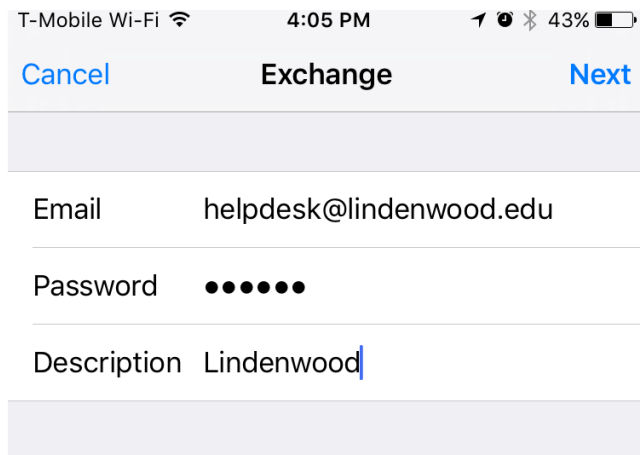 T-Mobile Wi-Fi 4:05 PM 43%
Cancel Exchange Next
Email helpdesk@lindenwood.edu
Password ●●●●●●
Description Lindenwood